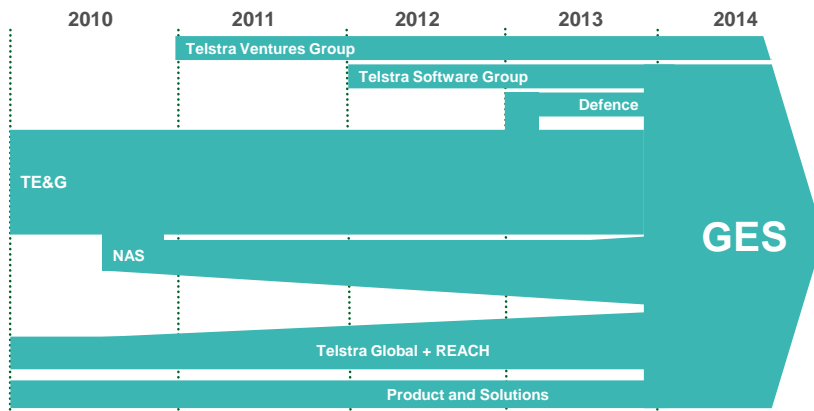 2010 2011 2012 2013 2014
Telstra Ventures Group
Telstra Software Group
Defence
TE&G
GES
NAS
Telstra Global + REACH
Product and Solutions